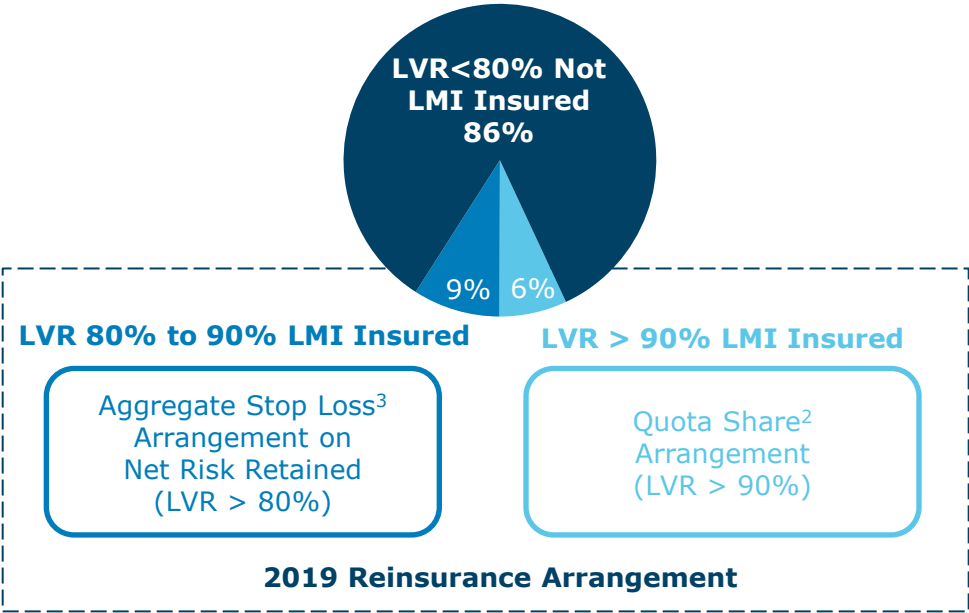 LVR<80% Not
LMI Insured
86%
9%
6%
LVR 80% to 90% LMI Insured
Aggregate Stop Loss³
Arrangement on
Net Risk Retained
(LVR > 80%)
LVR > 90% LMI Insured
Quota Share²
Arrangement
(LVR > 90%)
2019 Reinsurance Arrangement